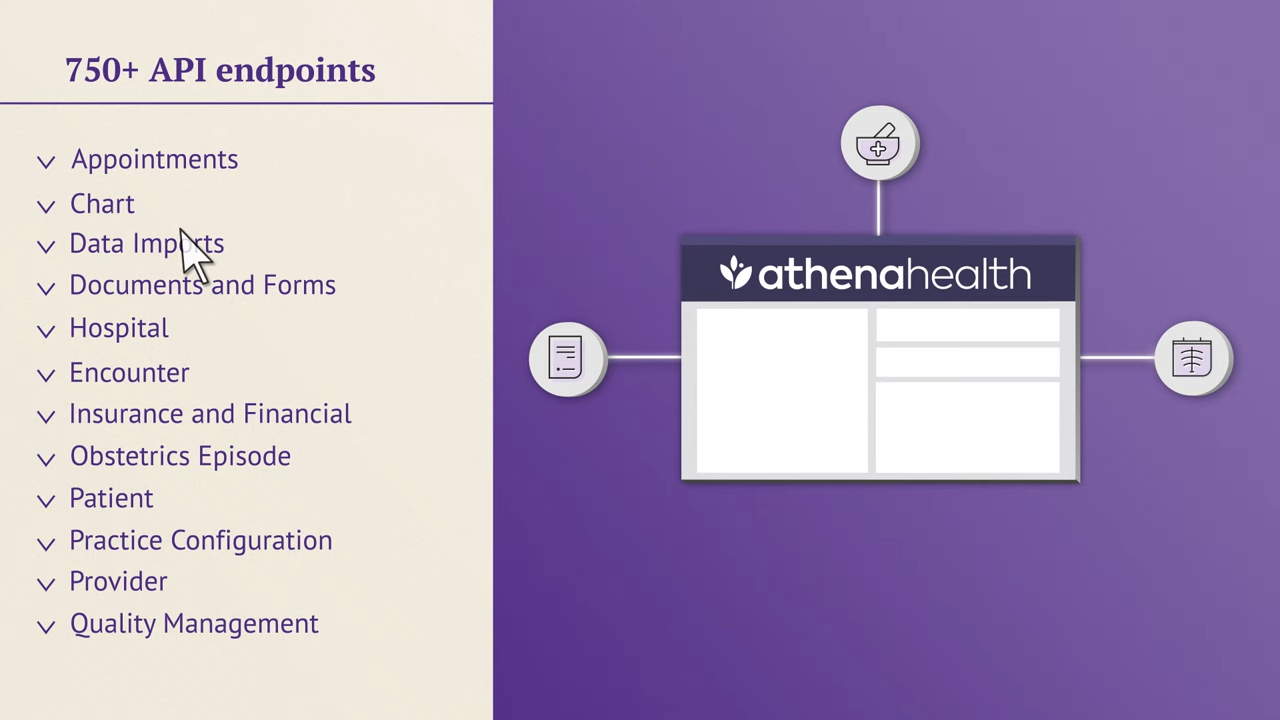 750+ API endpoints
Appointments
Chart
Data Imports
Documents and Forms
Hospital
Encounter
Insurance and Financial
Obstetrics Episode
Patient
Practice Configuration
Provider
Quality Management
athenahealth